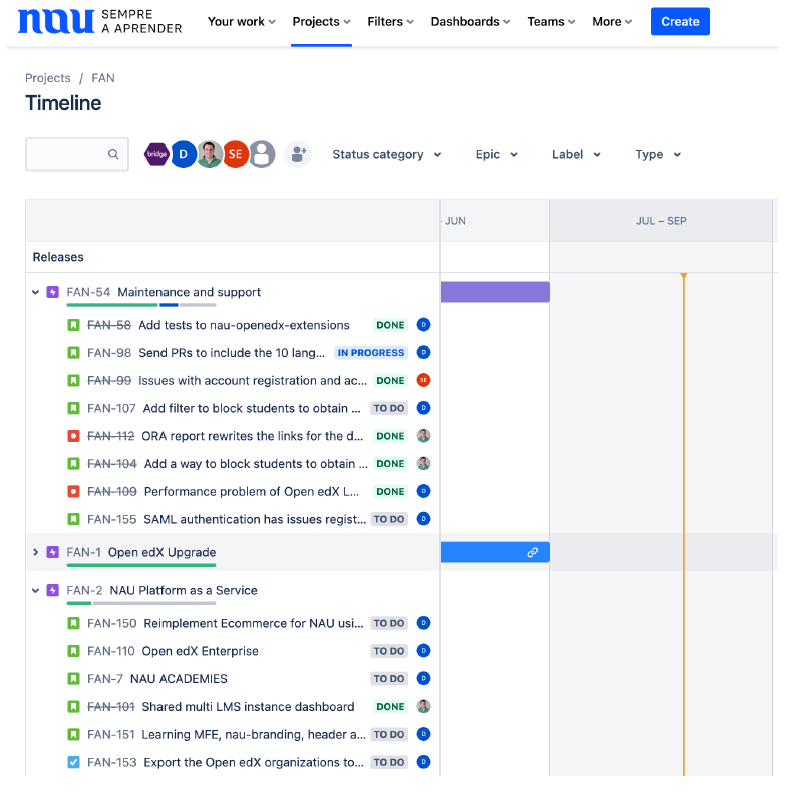 nau SEMPRE
A APRENDER
Your work Projects Filters Dashboards Teams More Create
Projects / FAN
Timeline
bridge D SE Status category Epic Label Type
JUN JUL – SEP
Releases
FAN-54 Maintenance and support
FAN-58 Add tests to nau-openedx-extensions DONE D
FAN-98 Send PRs to include the 10 lang... IN PROGRESS D
FAN-99 Issues with account registration and ac... DONE SE
FAN-107 Add filter to block students to obtain ... TO DO D
FAN-112 ORA report rewrites the links for the d... DONE
FAN-104 Add a way to block students to obtain ... DONE
FAN-109 Performance problem of Open edX L... DONE D
FAN-155 SAML authentication has issues regist... TO DO D
FAN-1 Open edX Upgrade
FAN-2 NAU Platform as a Service
FAN-150 Reimplement Ecommerce for NAU usi... TO DO D
FAN-110 Open edX Enterprise TO DO D
FAN-7 NAU ACADEMIES TO DO D
FAN-101 Shared multi LMS instance dashboard DONE
FAN-151 Learning MFE, nau-branding, header a... TO DO D
FAN-153 Export the Open edX organizations to... TO DO D